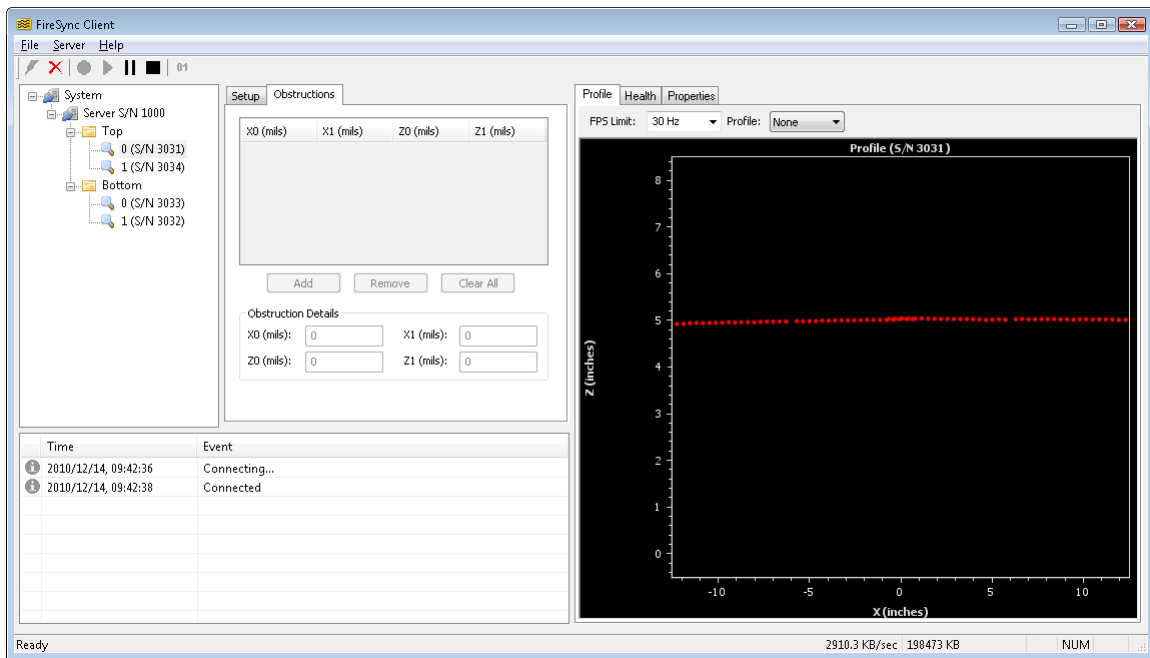 FireSync Client
File Server Help
01
System
Server S/N 1000
Top
0 (S/N 3031)
1 (S/N 3034)
Bottom
0 (S/N 3033)
1 (S/N 3032)
Setup Obstructions
X0 (mils) X1 (mils) Z0 (mils) Z1 (mils)
Add Remove Clear All
Obstruction Details
X0 (mils): 0 X1 (mils): 0
Z0 (mils): 0 Z1 (mils): 0
Time Event
2010/12/14, 09:42:36 Connecting...
2010/12/14, 09:42:38 Connected
Profile Health Properties
FPS Limit: 30 Hz Profile: None
Profile (S/N 3031)
8
7
6
5
4
3
2
1
0
Z (inches)
-10 -5 0 5 10
X (inches)
Ready 2910.3 KB/sec 198473 KB NUM